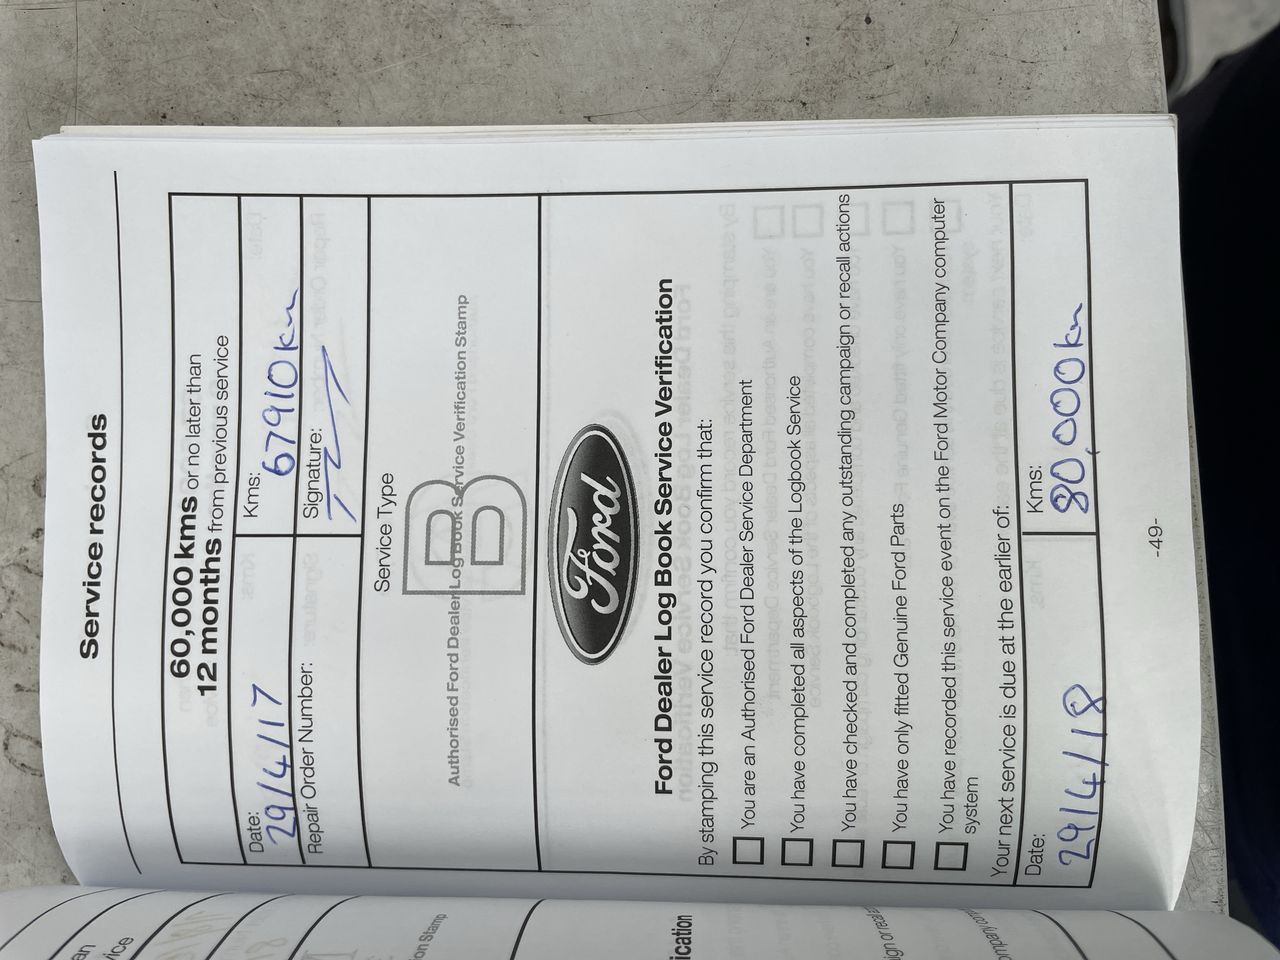 Service records
60,000 kms or no later than
12 months from previous service
Date: 29/4/17
Kms: 67910km
Repair Order Number:
Signature:
Service Type
B
Authorised Ford Dealer Log Book Service Verification Stamp
Ford
Ford Dealer Log Book Service Verification
By stamping this service record you confirm that:
You are an Authorised Ford Dealer Service Department
You have completed all aspects of the Logbook Service
You have checked and completed any outstanding campaign or recall actions
You have only fitted Genuine Ford Parts
You have recorded this service event on the Ford Motor Company computer
system
Your next service is due at the earlier of:
Date: 29/4/18
Kms: 80,000km
-49-